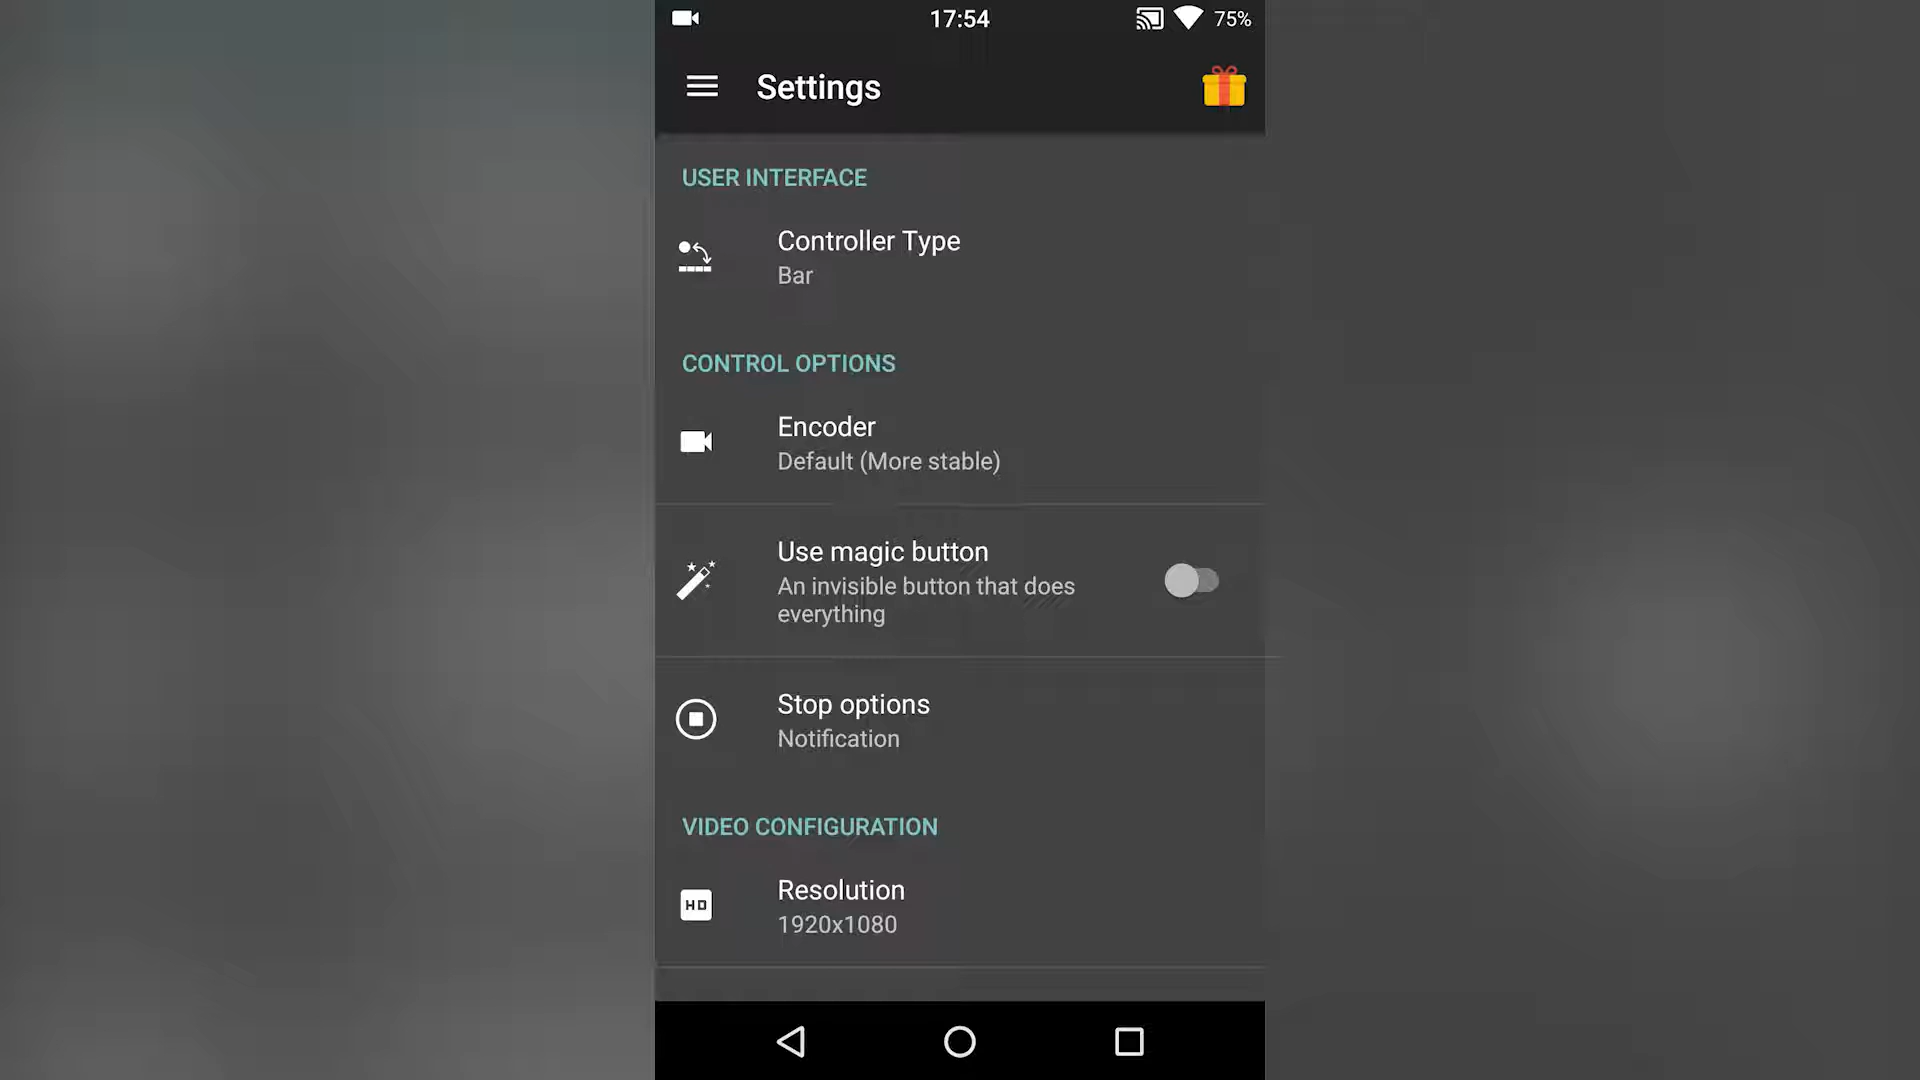 17:54
75%
Settings
USER INTERFACE
Controller Type
Bar
CONTROL OPTIONS
Encoder
Default (More stable)
Use magic button
An invisible button that does
everything
Stop options
Notification
VIDEO CONFIGURATION
HD
Resolution
1920x1080